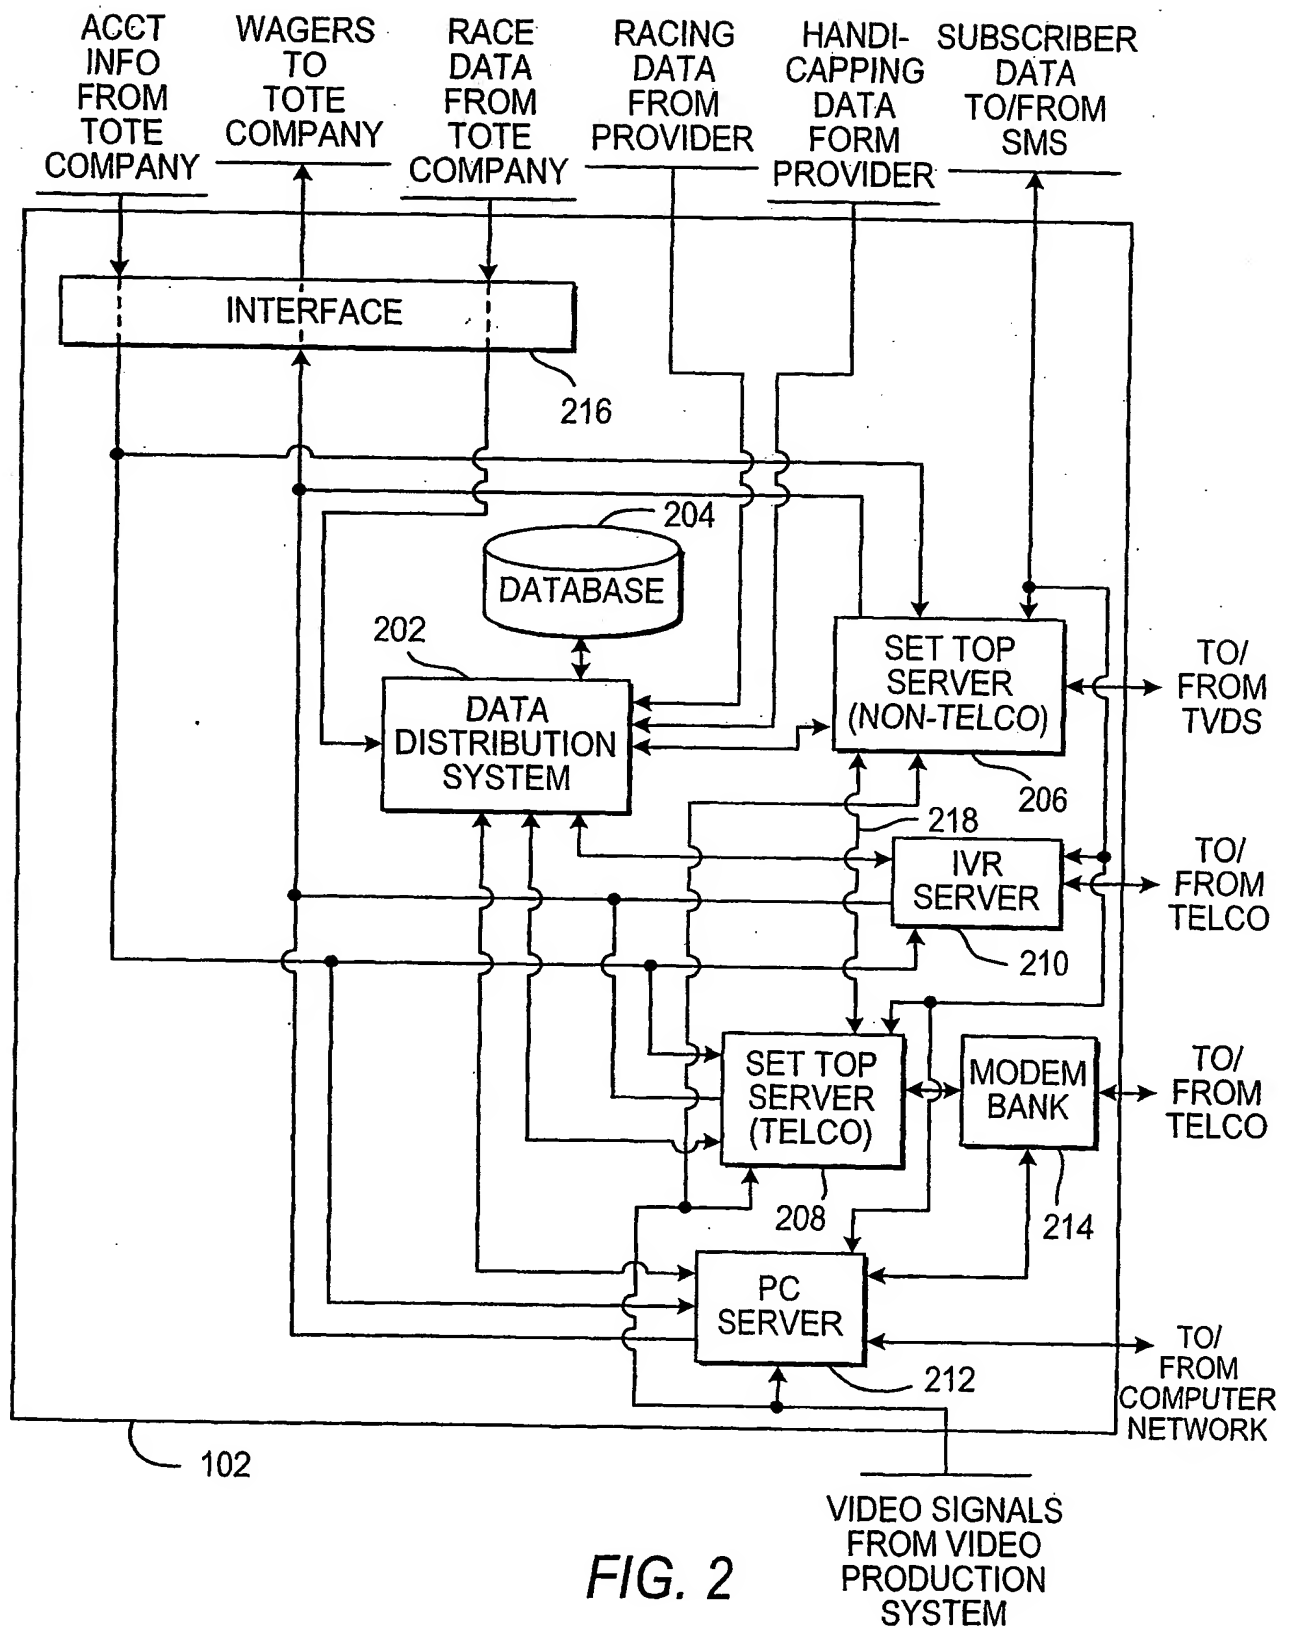 ACCT
INFO
FROM
TOTE
COMPANY
WAGERS
TO
TOTE
COMPANY
RACE
DATA
FROM
TOTE
COMPANY
RACING
DATA
FROM
PROVIDER
HANDI-
CAPPING
DATA
FORM
PROVIDER
SUBSCRIBER
DATA
TO/FROM
SMS
INTERFACE
216
204
DATABASE
202
DATA
DISTRIBUTION
SYSTEM
SET TOP
SERVER
(NON-TELCO)
206
TO/
FROM
TVDS
218
IVR
SERVER
210
TO/
FROM
TELCO
SET TOP
SERVER
(TELCO)
208
MODEM
BANK
214
TO/
FROM
TELCO
PC
SERVER
212
TO/
FROM
COMPUTER
NETWORK
102
VIDEO SIGNALS
FROM VIDEO
PRODUCTION
SYSTEM
FIG. 2